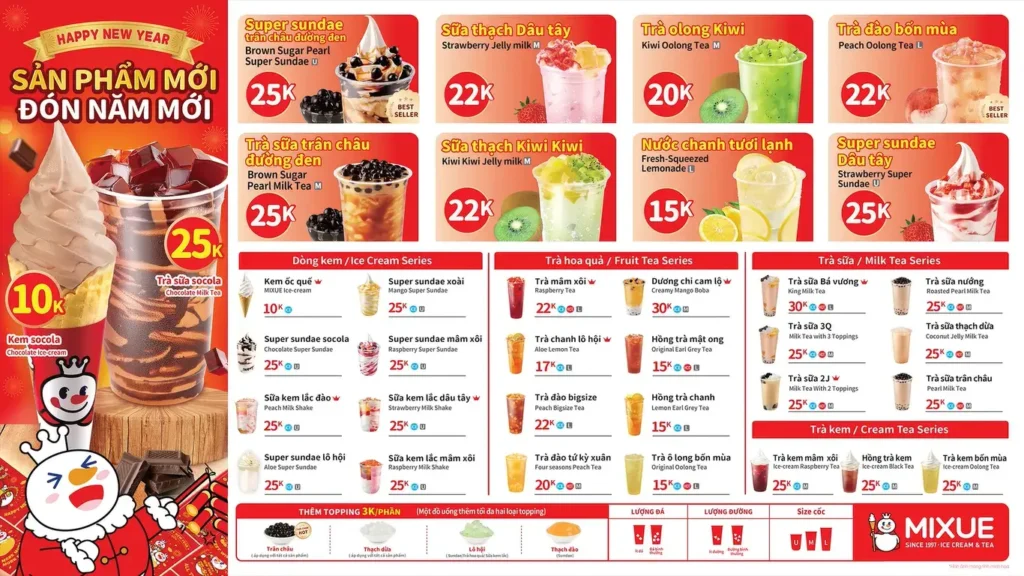 HAPPY NEW YEAR
SẢN PHẨM MỚI
ĐÓN NĂM MỚI
25K
Trà sữa socola
Chocolate Milk Tea
10K
Kem socola
Chocolate Ice-cream
Super sundae
trân châu đường đen
Brown Sugar Pearl
Super Sundae U
25K
BEST
SELLER
Sữa thạch Dâu tây
Strawberry Jelly milk M
22K
Trà olong Kiwi
Kiwi Oolong Tea M
20K
Trà đào bốn mùa
Peach Oolong Tea L
22K
BEST
SELLER
Trà sữa trân châu
đường đen
Brown Sugar
Pearl Milk Tea M
25K
Sữa thạch Kiwi Kiwi
Kiwi Kiwi Jelly milk M
22K
Nước chanh tươi lạnh
Fresh-Squeezed
Lemonade L
15K
Super sundae
Dâu tây
Strawberry Super
Sundae U
25K
Dòng kem / Ice Cream Series
Kem ốc quế
MIXUE Ice-cream
10K
Super sundae xoài
Mango Super Sundae
25K U
Super sundae socola
Chocolate Super Sundae
25K U
Super sundae mâm xôi
Raspberry Super Sundae
25K U
Sữa kem lắc đào
Peach Milk Shake
25K U
Sữa kem lắc dâu tây
Strawberry Milk Shake
25K U
Super sundae lô hội
Aloe Super Sundae
25K U
Sữa kem lắc mâm xôi
Raspberry Milk Shake
25K U
Trà hoa quả / Fruit Tea Series
Trà mâm xôi
Raspberry Tea
22K L
Dương chi cam lộ
Creamy Mango Boba
30K M
Trà chanh lô hội
Aloe Lemon Tea
17K L
Hồng trà mật ong
Original Earl Grey Tea
15K L
Trà đào bigsize
Peach Bigsize Tea
22K L
Hồng trà chanh
Lemon Earl Grey Tea
15K L
Trà đào tứ kỳ xuân
Four seasons Peach Tea
20K M
Trà ô long bốn mùa
Original Oolong Tea
15K L
Trà sữa / Milk Tea Series
Trà sữa Bá vương
King Milk Tea
30K L
Trà sữa nướng
Roasted Pearl Milk Tea
25K M
Trà sữa 3Q
Milk Tea with 3 Toppings
25K M
Trà sữa thạch dừa
Coconut Jelly Milk Tea
25K M
Trà sữa 2J
Milk Tea With 2 Toppings
25K M
Trà sữa trân châu
Pearl Milk Tea
25K M
Trà kem / Cream Tea Series
Trà kem mâm xôi
Ice-cream Raspberry Tea
25K M
Hồng trà kem
Ice-cream Black Tea
25K M
Trà kem bốn mùa
Ice-cream Oolong Tea
25K M
THÊM TOPPING 3K/PHẦN (Một đồ uống thêm tối đa hai loại topping)
Trân châu
Thạch dừa
Lô hội
Thạch đào
(Sundae)
LƯỢNG ĐÁ
Ít đá
LƯỢNG ĐƯỜNG
Ít đường
Size cốc
U M L
MIXUE
SINCE 1997 · ICE CREAM & TEA